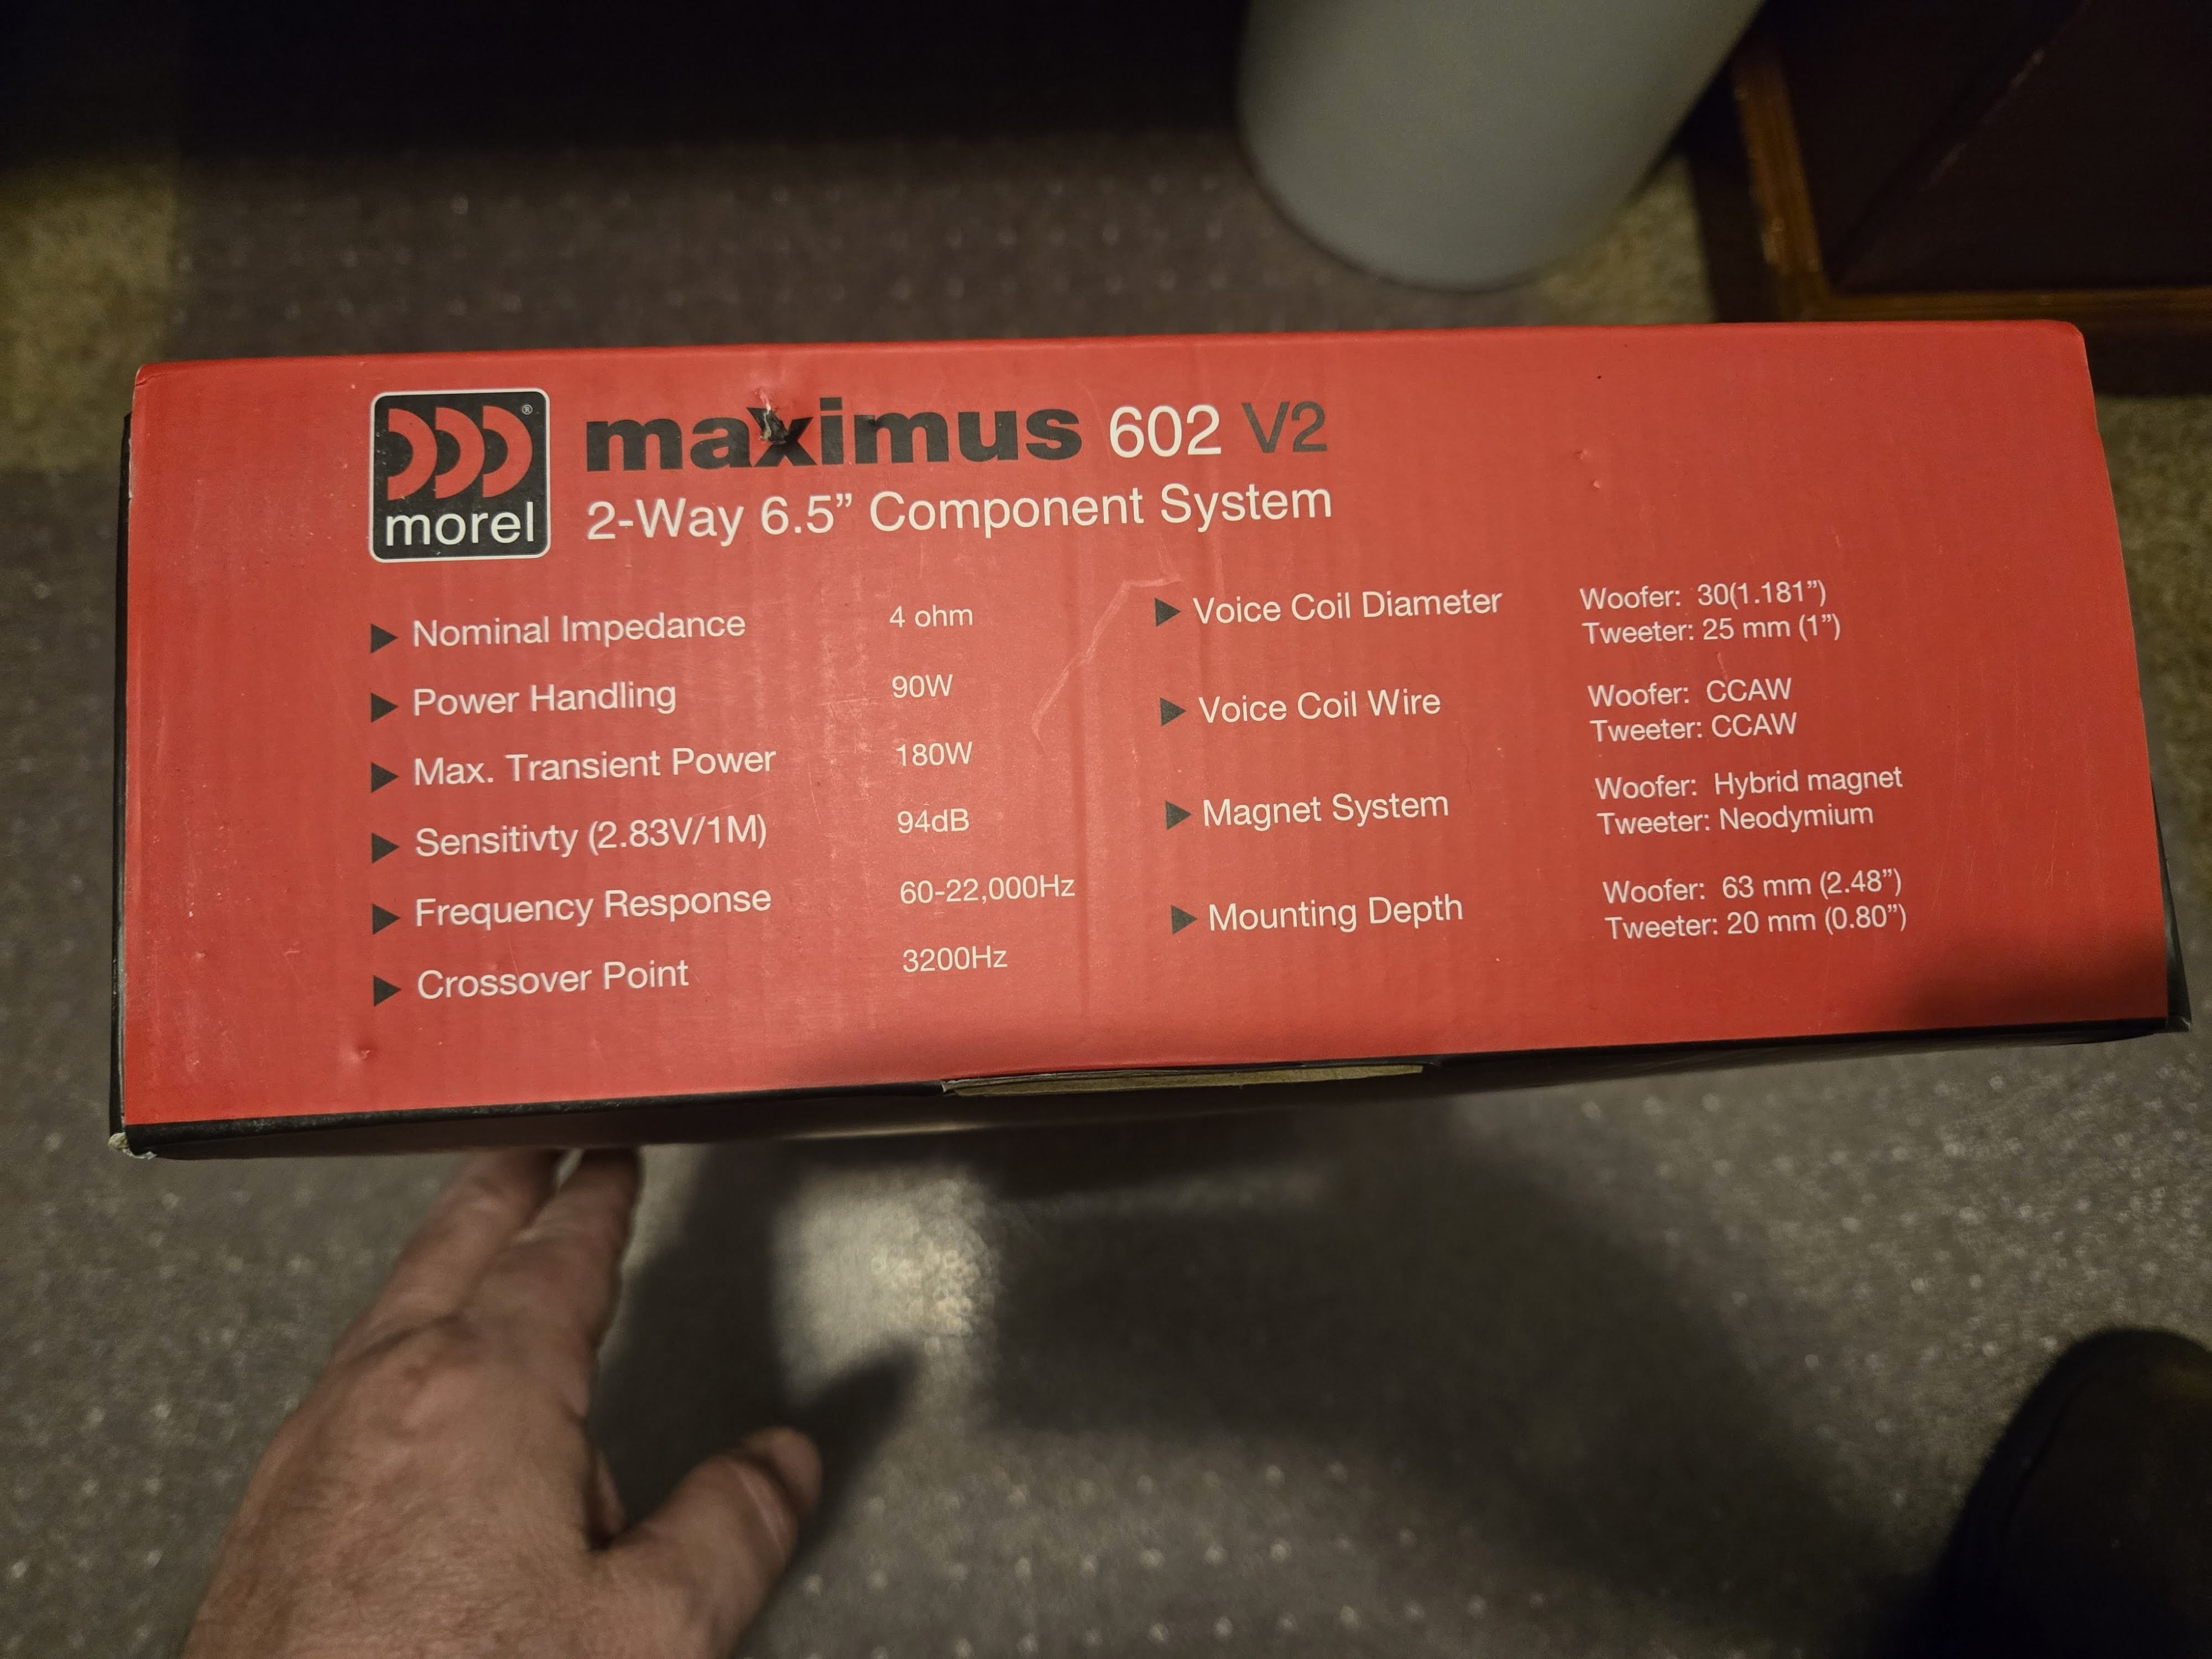 morel®
maximus 602 V2
2-Way 6.5” Component System
Nominal Impedance 4 ohm
Power Handling 90W
Max. Transient Power 180W
Sensitivty (2.83V/1M) 94dB
Frequency Response 60-22,000Hz
Crossover Point 3200Hz
Voice Coil Diameter Woofer: 30(1.181”)
Tweeter: 25 mm (1”)
Voice Coil Wire Woofer: CCAW
Tweeter: CCAW
Magnet System Woofer: Hybrid magnet
Tweeter: Neodymium
Mounting Depth Woofer: 63 mm (2.48”)
Tweeter: 20 mm (0.80”)